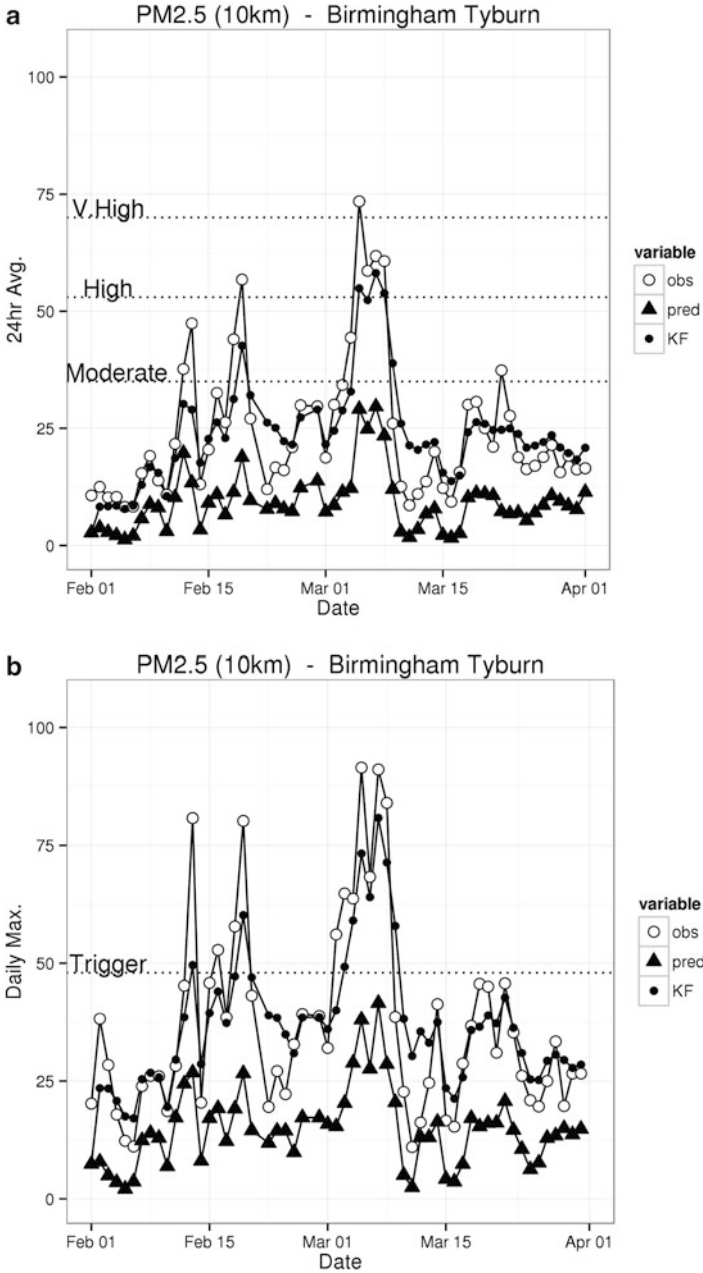 a
PM2.5 (10km) - Birmingham Tyburn
100
75
50
25
0
24hr Avg.
V.High
High
Moderate
Feb 01 Feb 15 Mar 01 Mar 15 Apr 01
Date
variable
obs
pred
KF
b
PM2.5 (10km) - Birmingham Tyburn
100
75
50
25
0
Daily Max.
Trigger
Feb 01 Feb 15 Mar 01 Mar 15 Apr 01
Date
variable
obs
pred
KF